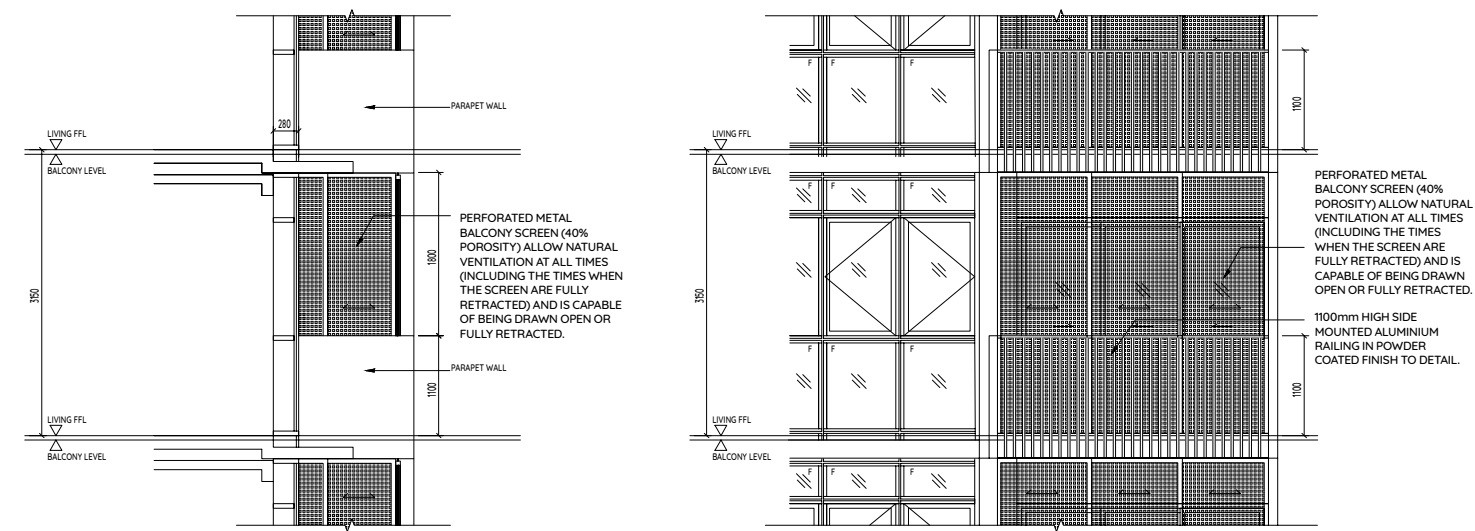 280
PARAPET WALL
LIVING FFL
BALCONY LEVEL
3150
1800
PERFORATED METAL
BALCONY SCREEN (40%
POROSITY) ALLOW NATURAL
VENTILATION AT ALL TIMES
(INCLUDING THE TIMES WHEN
THE SCREEN ARE FULLY
RETRACTED) AND IS CAPABLE
OF BEING DRAWN OPEN OR
FULLY RETRACTED.
PARAPET WALL
1100
LIVING FFL
BALCONY LEVEL
F
F
F
1100
LIVING FFL
BALCONY LEVEL
F
F
F
3150
PERFORATED METAL
BALCONY SCREEN (40%
POROSITY) ALLOW NATURAL
VENTILATION AT ALL TIMES
(INCLUDING THE TIMES
WHEN THE SCREEN ARE
FULLY RETRACTED) AND IS
CAPABLE OF BEING DRAWN
OPEN OR FULLY RETRACTED.
1100mm HIGH SIDE
MOUNTED ALUMINIUM
RAILING IN POWDER
COATED FINISH TO DETAIL.
F
F
F
1100
LIVING FFL
BALCONY LEVEL
F
F
F